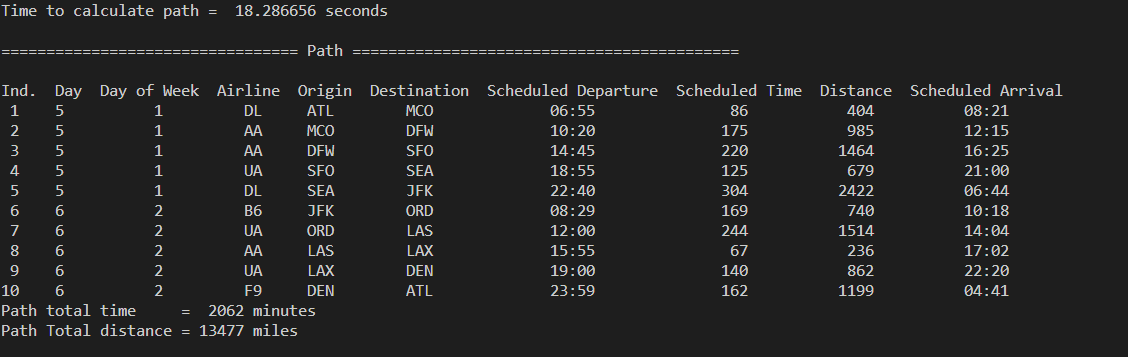 Time to calculate path =  18.286656 seconds
================================= Path ===========================================
Ind.  Day  Day of Week  Airline  Origin  Destination  Scheduled Departure  Scheduled Time  Distance  Scheduled Arrival
 1    5          1         DL     ATL        MCO             06:55               86           404          08:21
 2    5          1         AA     MCO        DFW             10:20              175           985          12:15
 3    5          1         AA     DFW        SFO             14:45              220          1464          16:25
 4    5          1         UA     SFO        SEA             18:55              125           679          21:00
 5    5          1         DL     SEA        JFK             22:40              304          2422          06:44
 6    6          2         B6     JFK        ORD             08:29              169           740          10:18
 7    6          2         UA     ORD        LAS             12:00              244          1514          14:04
 8    6          2         AA     LAS        LAX             15:55               67           236          17:02
 9    6          2         UA     LAX        DEN             19:00              140           862          22:20
10    6          2         F9     DEN        ATL             23:59              162          1199          04:41
Path total time     =  2062 minutes
Path Total distance = 13477 miles